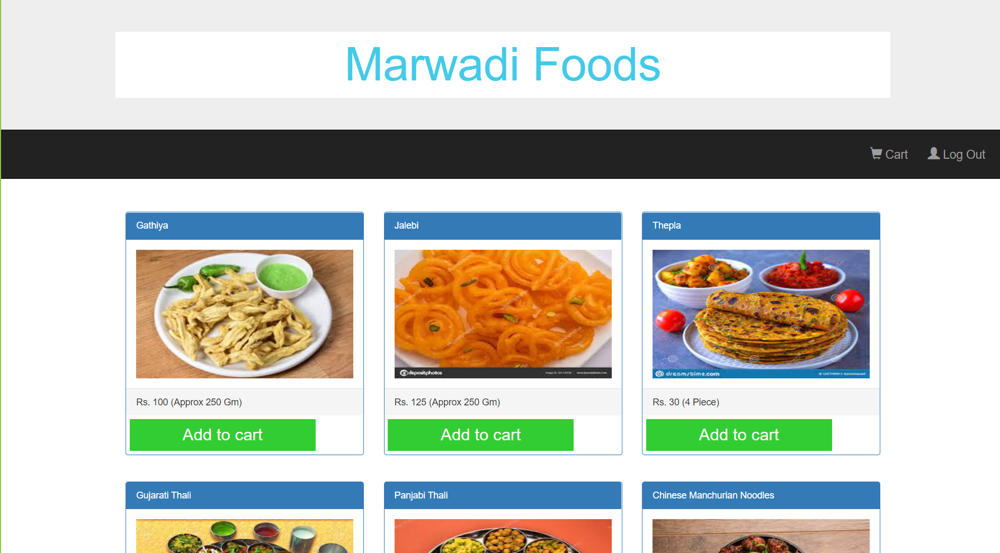 Marwadi Foods
Cart
Log Out
Gathiya
Jalebi
Thepla
depositphotos
depositphotos
dreamstime.com
Rs. 100 (Approx 250 Gm)
Rs. 125 (Approx 250 Gm)
Rs. 30 (4 Piece)
Add to cart
Add to cart
Add to cart
Gujarati Thali
Panjabi Thali
Chinese Manchurian Noodles